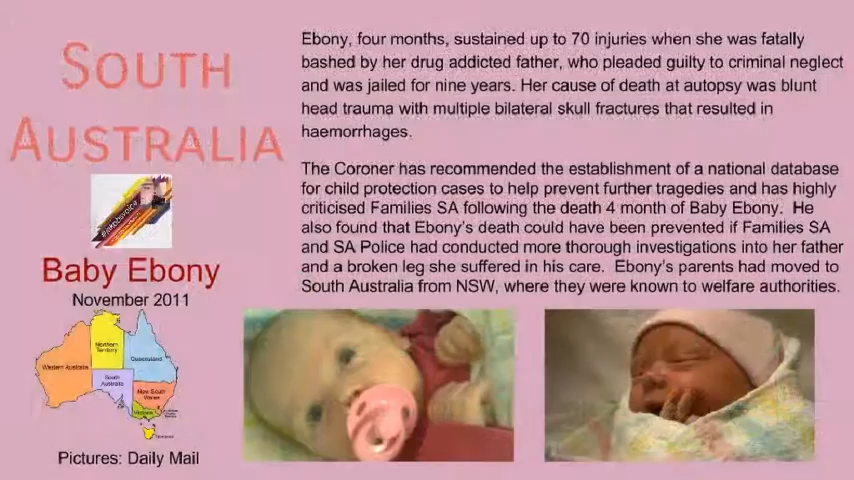 SOUTH
AUSTRALIA
Baby Ebony
November 2011
Western Australia
Northern
Territory
Queensland
South
Australia
New South
Wales
Victoria
Tasmania
Pictures: Daily Mail
Ebony, four months, sustained up to 70 injuries when she was fatally
bashed by her drug addicted father, who pleaded guilty to criminal neglect
and was jailed for nine years. Her cause of death at autopsy was blunt
head trauma with multiple bilateral skull fractures that resulted in
haemorrhages.
The Coroner has recommended the establishment of a national database
for child protection cases to help prevent further tragedies and has highly
criticised Families SA following the death 4 month of Baby Ebony. He
also found that Ebony's death could have been prevented if Families SA
and SA Police had conducted more thorough investigations into her father
and a broken leg she suffered in his care. Ebony's parents had moved to
South Australia from NSW, where they were known to welfare authorities.